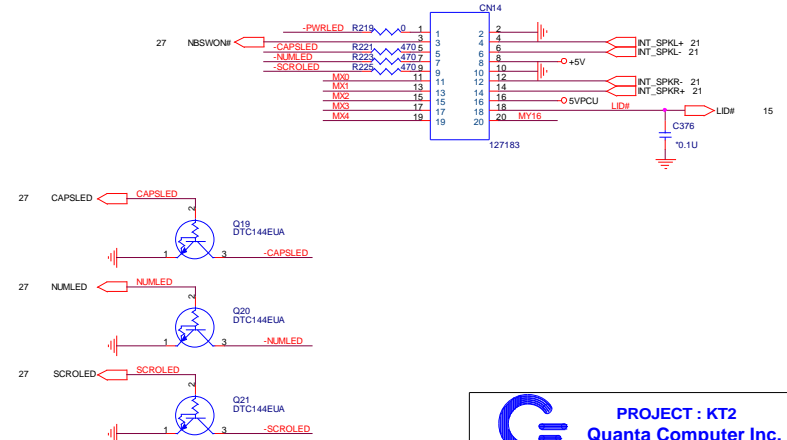 CN14
-PWRLED R219 0 1 1 2 2
27 NBSWON# 3 3 4 4 INT_SPKL+ 21
-CAPSLED R221 470 5 5 6 6 INT_SPKL- 21
-NUMLED R223 470 7 7 8 8 +5V
-SCROLED R225 470 9 9 10 10
MX0 11 11 12 12 INT_SPKR- 21
MX1 13 13 14 14 INT_SPKR+ 21
MX2 15 15 16 16 5VPCU
MX3 17 17 18 18 LID# LID# 15
MX4 19 19 20 20 MY16
C376
*0.1U
127183
27 CAPSLED CAPSLED
2
Q19
DTC144EUA
1 3 -CAPSLED
27 NUMLED NUMLED
2
Q20
DTC144EUA
1 3 -NUMLED
27 SCROLED SCROLED
2
Q21
DTC144EUA
1 3 -SCROLED
PROJECT : KT2
Quanta Computer Inc.